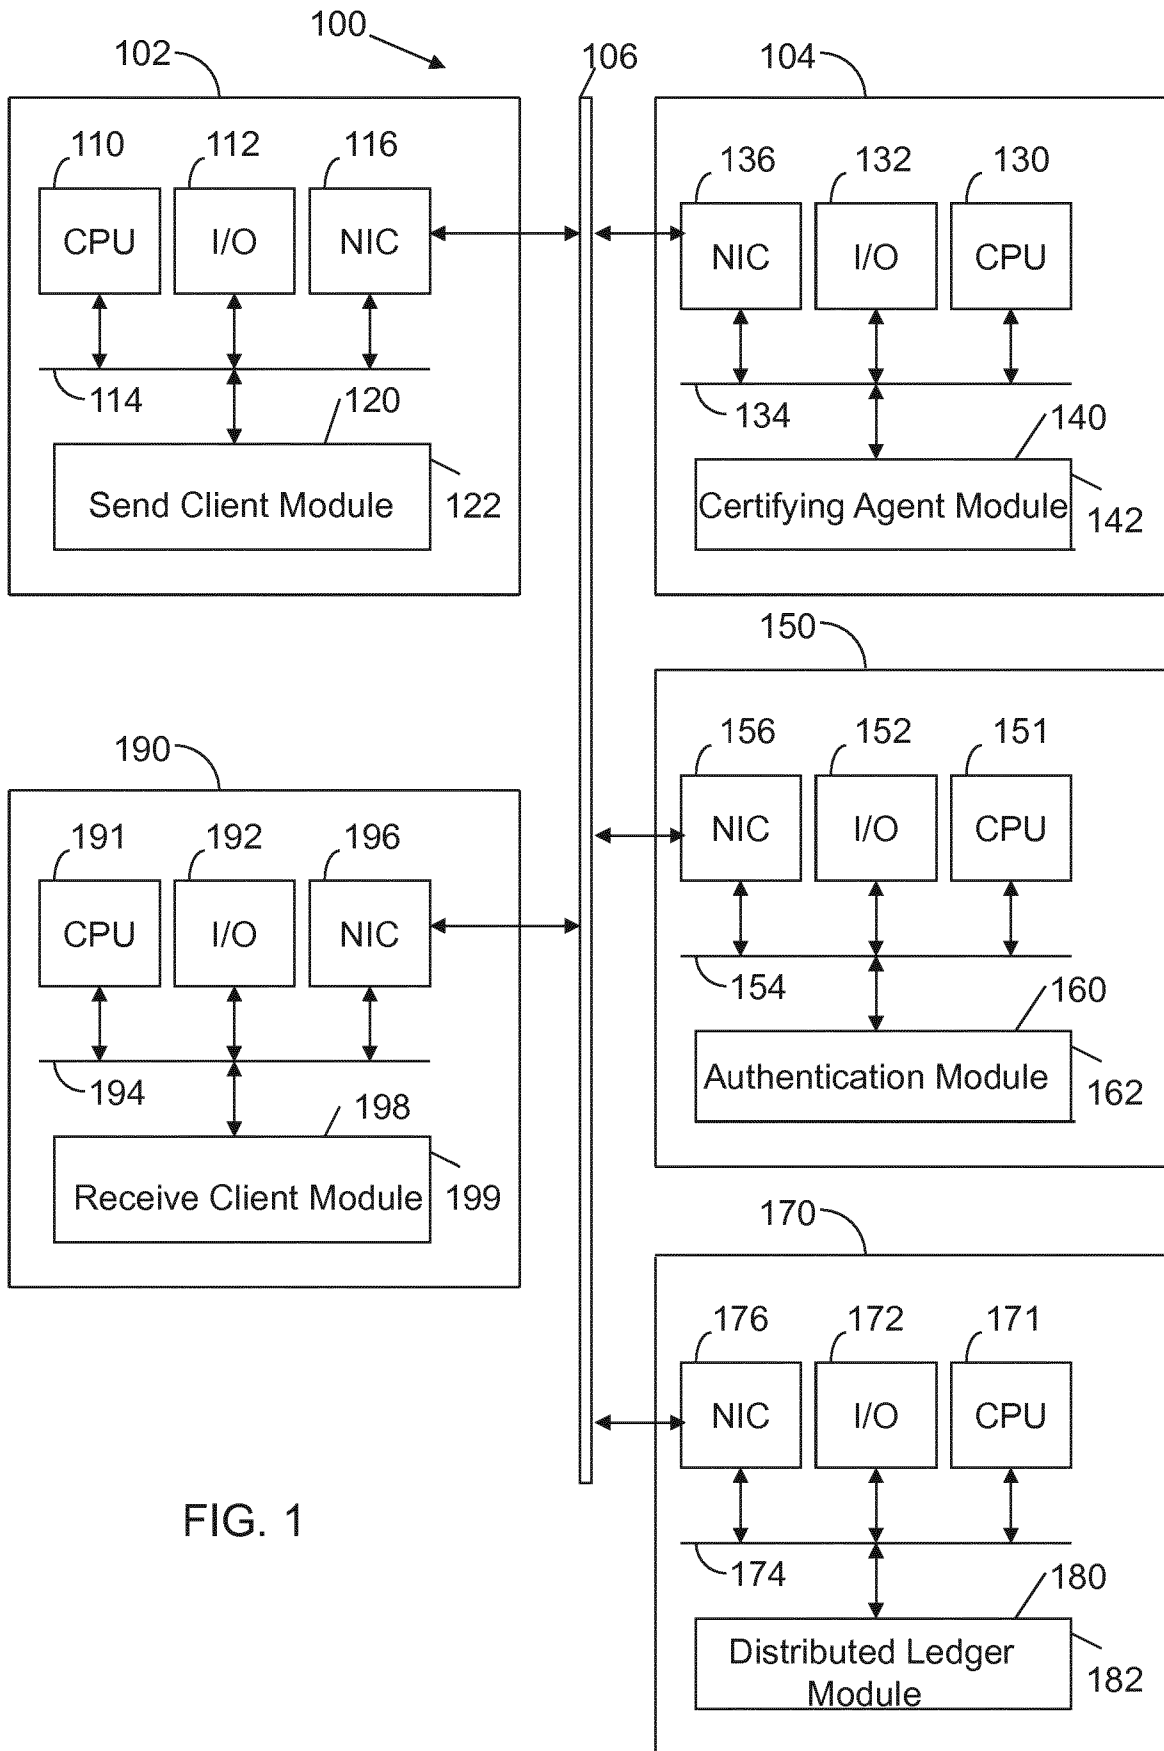 100
102
106
104
110
112
116
CPU
I/O
NIC
114
120
Send Client Module
122
136
132
130
NIC
I/O
CPU
134
140
Certifying Agent Module
142
150
156
152
151
NIC
I/O
CPU
154
160
Authentication Module
162
190
191
192
196
CPU
I/O
NIC
194
198
Receive Client Module
199
170
176
172
171
NIC
I/O
CPU
174
180
Distributed Ledger
Module
182
FIG. 1